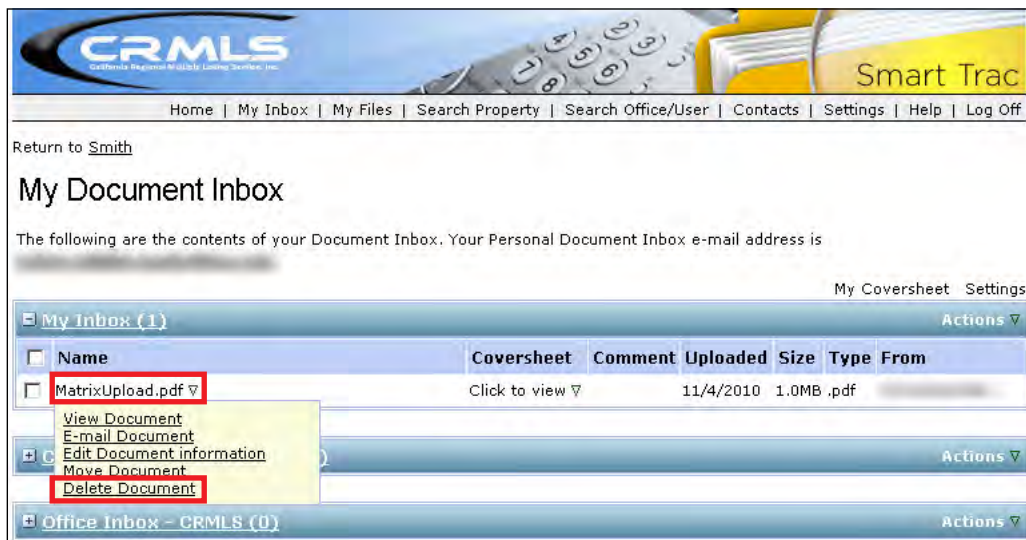 CRMLS
California Regional Multiple Listing Service, Inc.
Smart Trac
Home | My Inbox | My Files | Search Property | Search Office/User | Contacts | Settings | Help | Log Off
Return to Smith
My Document Inbox
The following are the contents of your Document Inbox. Your Personal Document Inbox e-mail address is
My Coversheet Settings
My Inbox (1) Actions
Name Coversheet Comment Uploaded Size Type From
MatrixUpload.pdf Click to view 11/4/2010 1.0MB .pdf
View Document
E-mail Document
Edit Document information
Move Document
Delete Document
Actions
Office Inbox - CRMLS (0) Actions